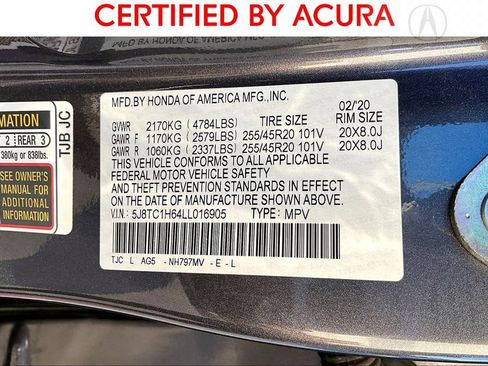 CERTIFIED BY ACURA
MFD.BY HONDA OF AMERICA MFG.,INC.
02/20
GVWR 2170KG ( 4784LBS) TIRE SIZE RIM SIZE
GAWR F 1170KG ( 2579LBS) 255/45R20 101V 20X8.0J
GAWR R 1060KG ( 2337LBS) 255/45R20 101V 20X8.0J
THIS VEHICLE CONFORMS TO ALL APPLICABLE
FEDERAL MOTOR VEHICLE SAFETY
AND THEFT PREVENTION STANDARDS IN EFFECT
ON THE DATE OF MANUFACTURE SHOWN ABOVE.
V.I.N.: 5J8TC1H64LL016905 TYPE: MPV
TJC L AG5- NH797MV - E - L
MATION
2 REAR 3
380kg or 838lbs.
SEE OWNER'S
MANUAL FOR
ADDITIONAL
TJB JC